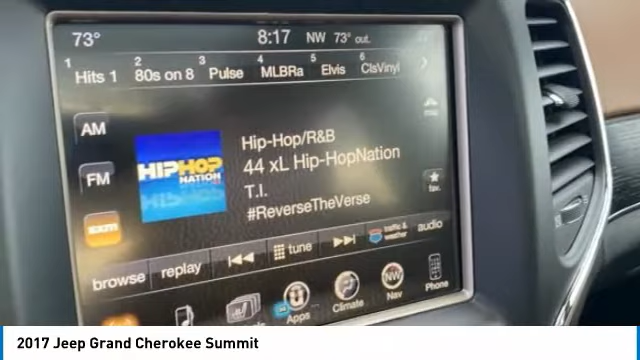 73° 8:17 NW 73° out.
1 Hits 1 2 80s on 8 3 Pulse 4 MLBRa 5 Elvis 6 ClsVinyl
AM
FM
sxm
HIPHOP
NATION
Hip-Hop/R&B
44 xL Hip-HopNation
T.I.
#ReverseTheVerse
fav.
browse replay tune traffic & weather audio
Apps Climate NW Nav Phone
2017 Jeep Grand Cherokee Summit